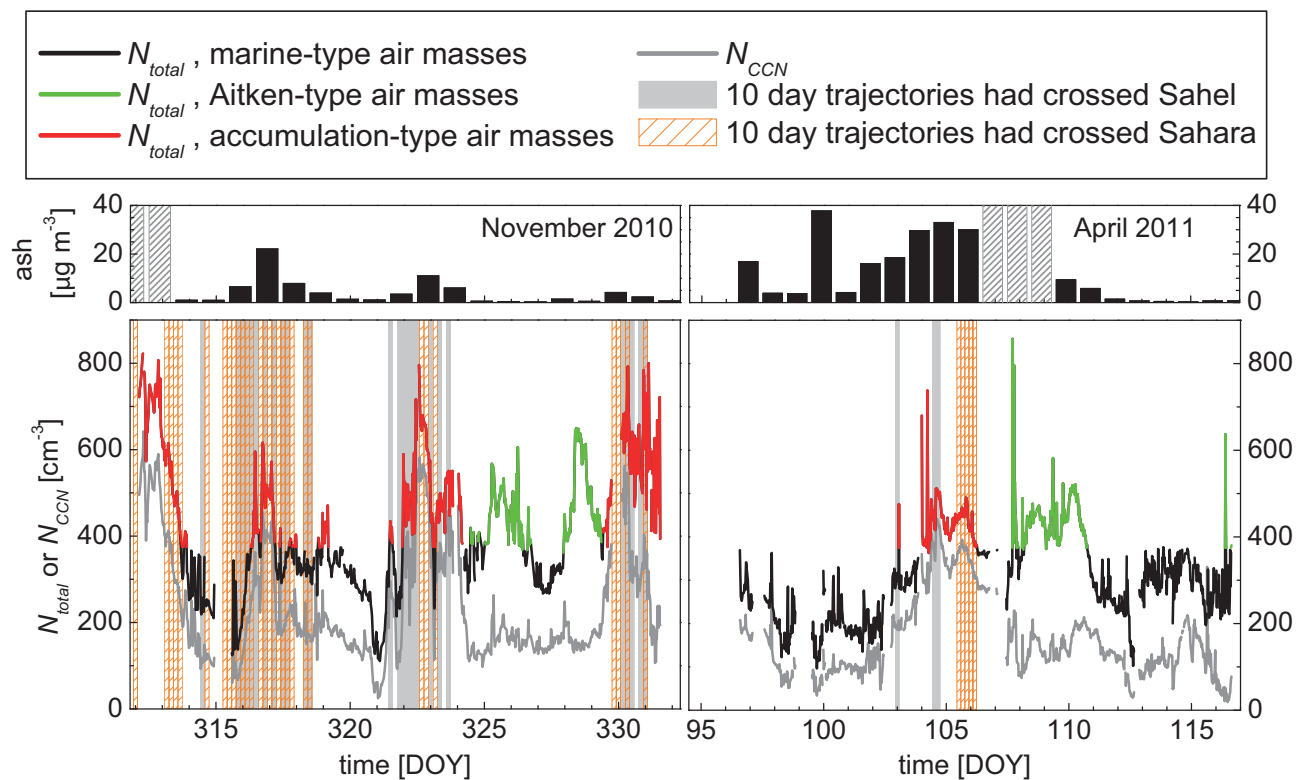 N_total , marine-type air masses
N_total , Aitken-type air masses
N_total , accumulation-type air masses
N_CCN
10 day trajectories had crossed Sahel
10 day trajectories had crossed Sahara
ash
[µg m⁻³]
40
20
0
November 2010
April 2011
40
20
0
N_total or N_CCN [cm⁻³]
800
600
400
200
0
800
600
400
200
0
315 320 325 330
95 100 105 110 115
time [DOY]
time [DOY]